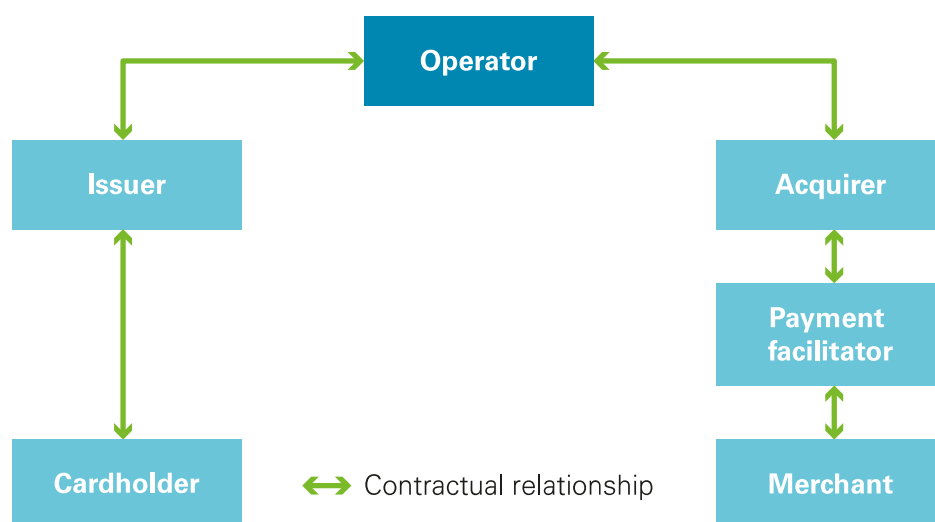 Operator
Issuer
Acquirer
Payment
facilitator
Cardholder
Contractual relationship
Merchant